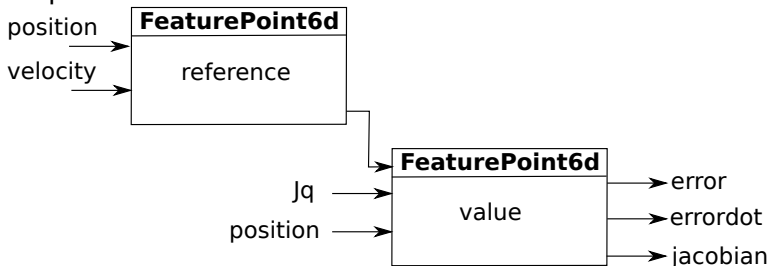 FeaturePoint6d
position
velocity
reference
FeaturePoint6d
Jq
position
value
error
errordot
jacobian